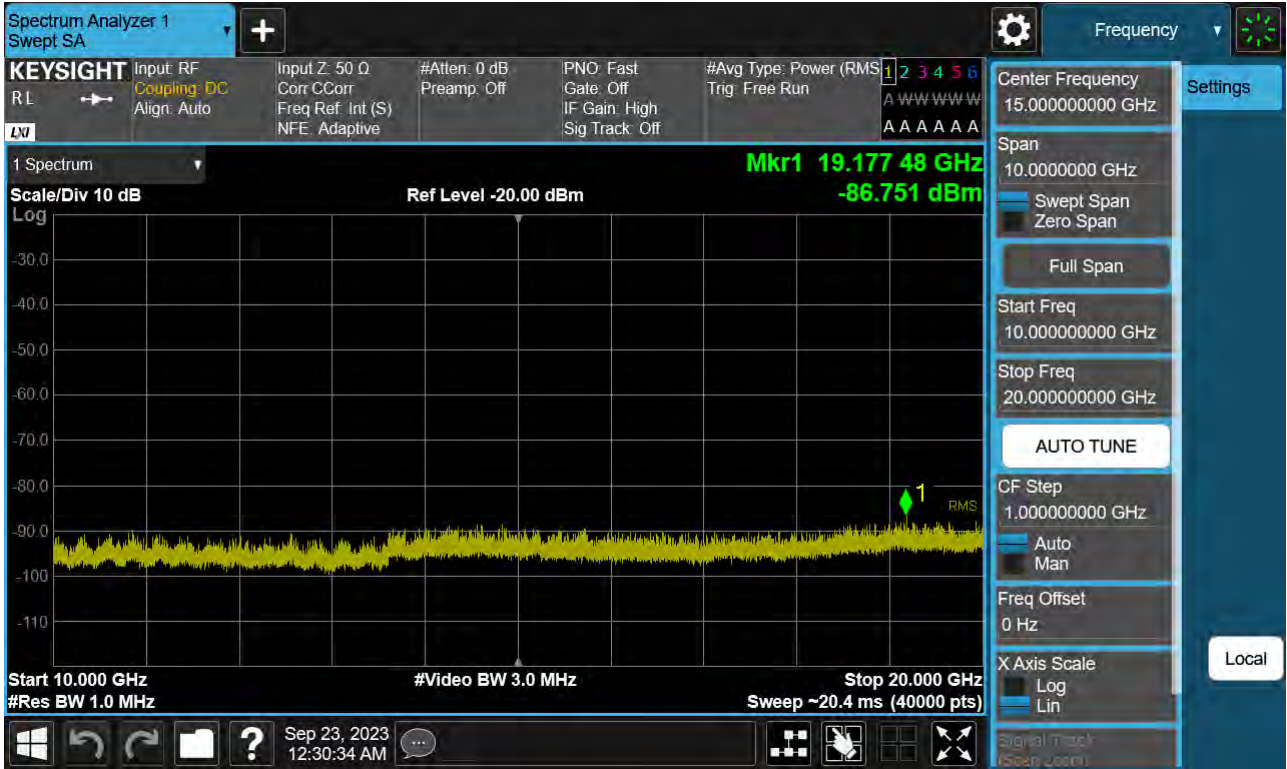 Spectrum Analyzer 1
Swept SA
+
Frequency
KEYSIGHT
R L
LXI
Input: RF
Coupling: DC
Align: Auto
Input Z: 50 Ω
Corr CCorr
Freq Ref: Int (S)
NFE: Adaptive
#Atten: 0 dB
Preamp: Off
PNO: Fast
Gate: Off
IF Gain: High
Sig Track: Off
#Avg Type: Power (RMS
Trig: Free Run
1 2 3 4 5 6
A W W W W W
A A A A A A
1 Spectrum
Scale/Div 10 dB
Log
Ref Level -20.00 dBm
Mkr1 19.177 48 GHz
-86.751 dBm
-30.0
-40.0
-50.0
-60.0
-70.0
-80.0
-90.0
-100
-110
1
RMS
Start 10.000 GHz
#Res BW 1.0 MHz
#Video BW 3.0 MHz
Stop 20.000 GHz
Sweep ~20.4 ms (40000 pts)
Center Frequency
15.000000000 GHz
Span
10.0000000 GHz
Swept Span
Zero Span
Full Span
Start Freq
10.000000000 GHz
Stop Freq
20.000000000 GHz
AUTO TUNE
CF Step
1.000000000 GHz
Auto
Man
Freq Offset
0 Hz
X Axis Scale
Log
Lin
Signal Track
(Span Zoom)
Settings
Local
?
Sep 23, 2023
12:30:34 AM